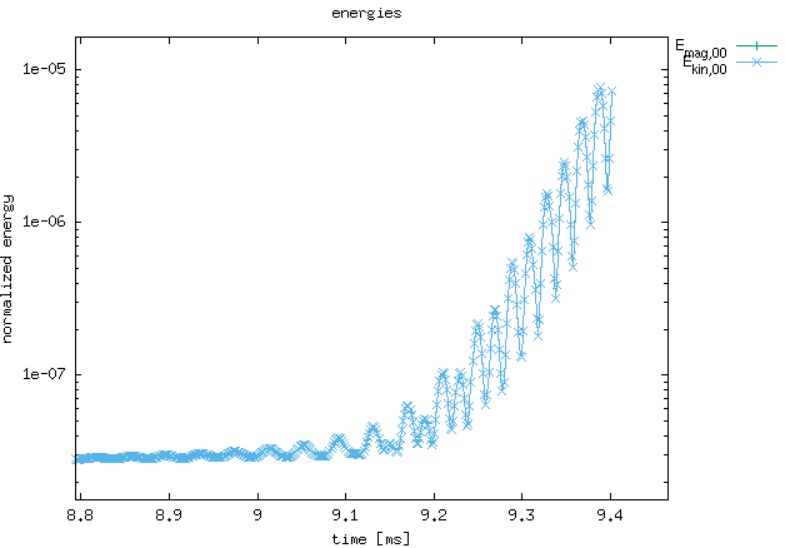 energies
E_mag,00
E_kin,00
1e-05
1e-06
1e-07
normalized energy
8.8 8.9 9 9.1 9.2 9.3 9.4
time [ms]